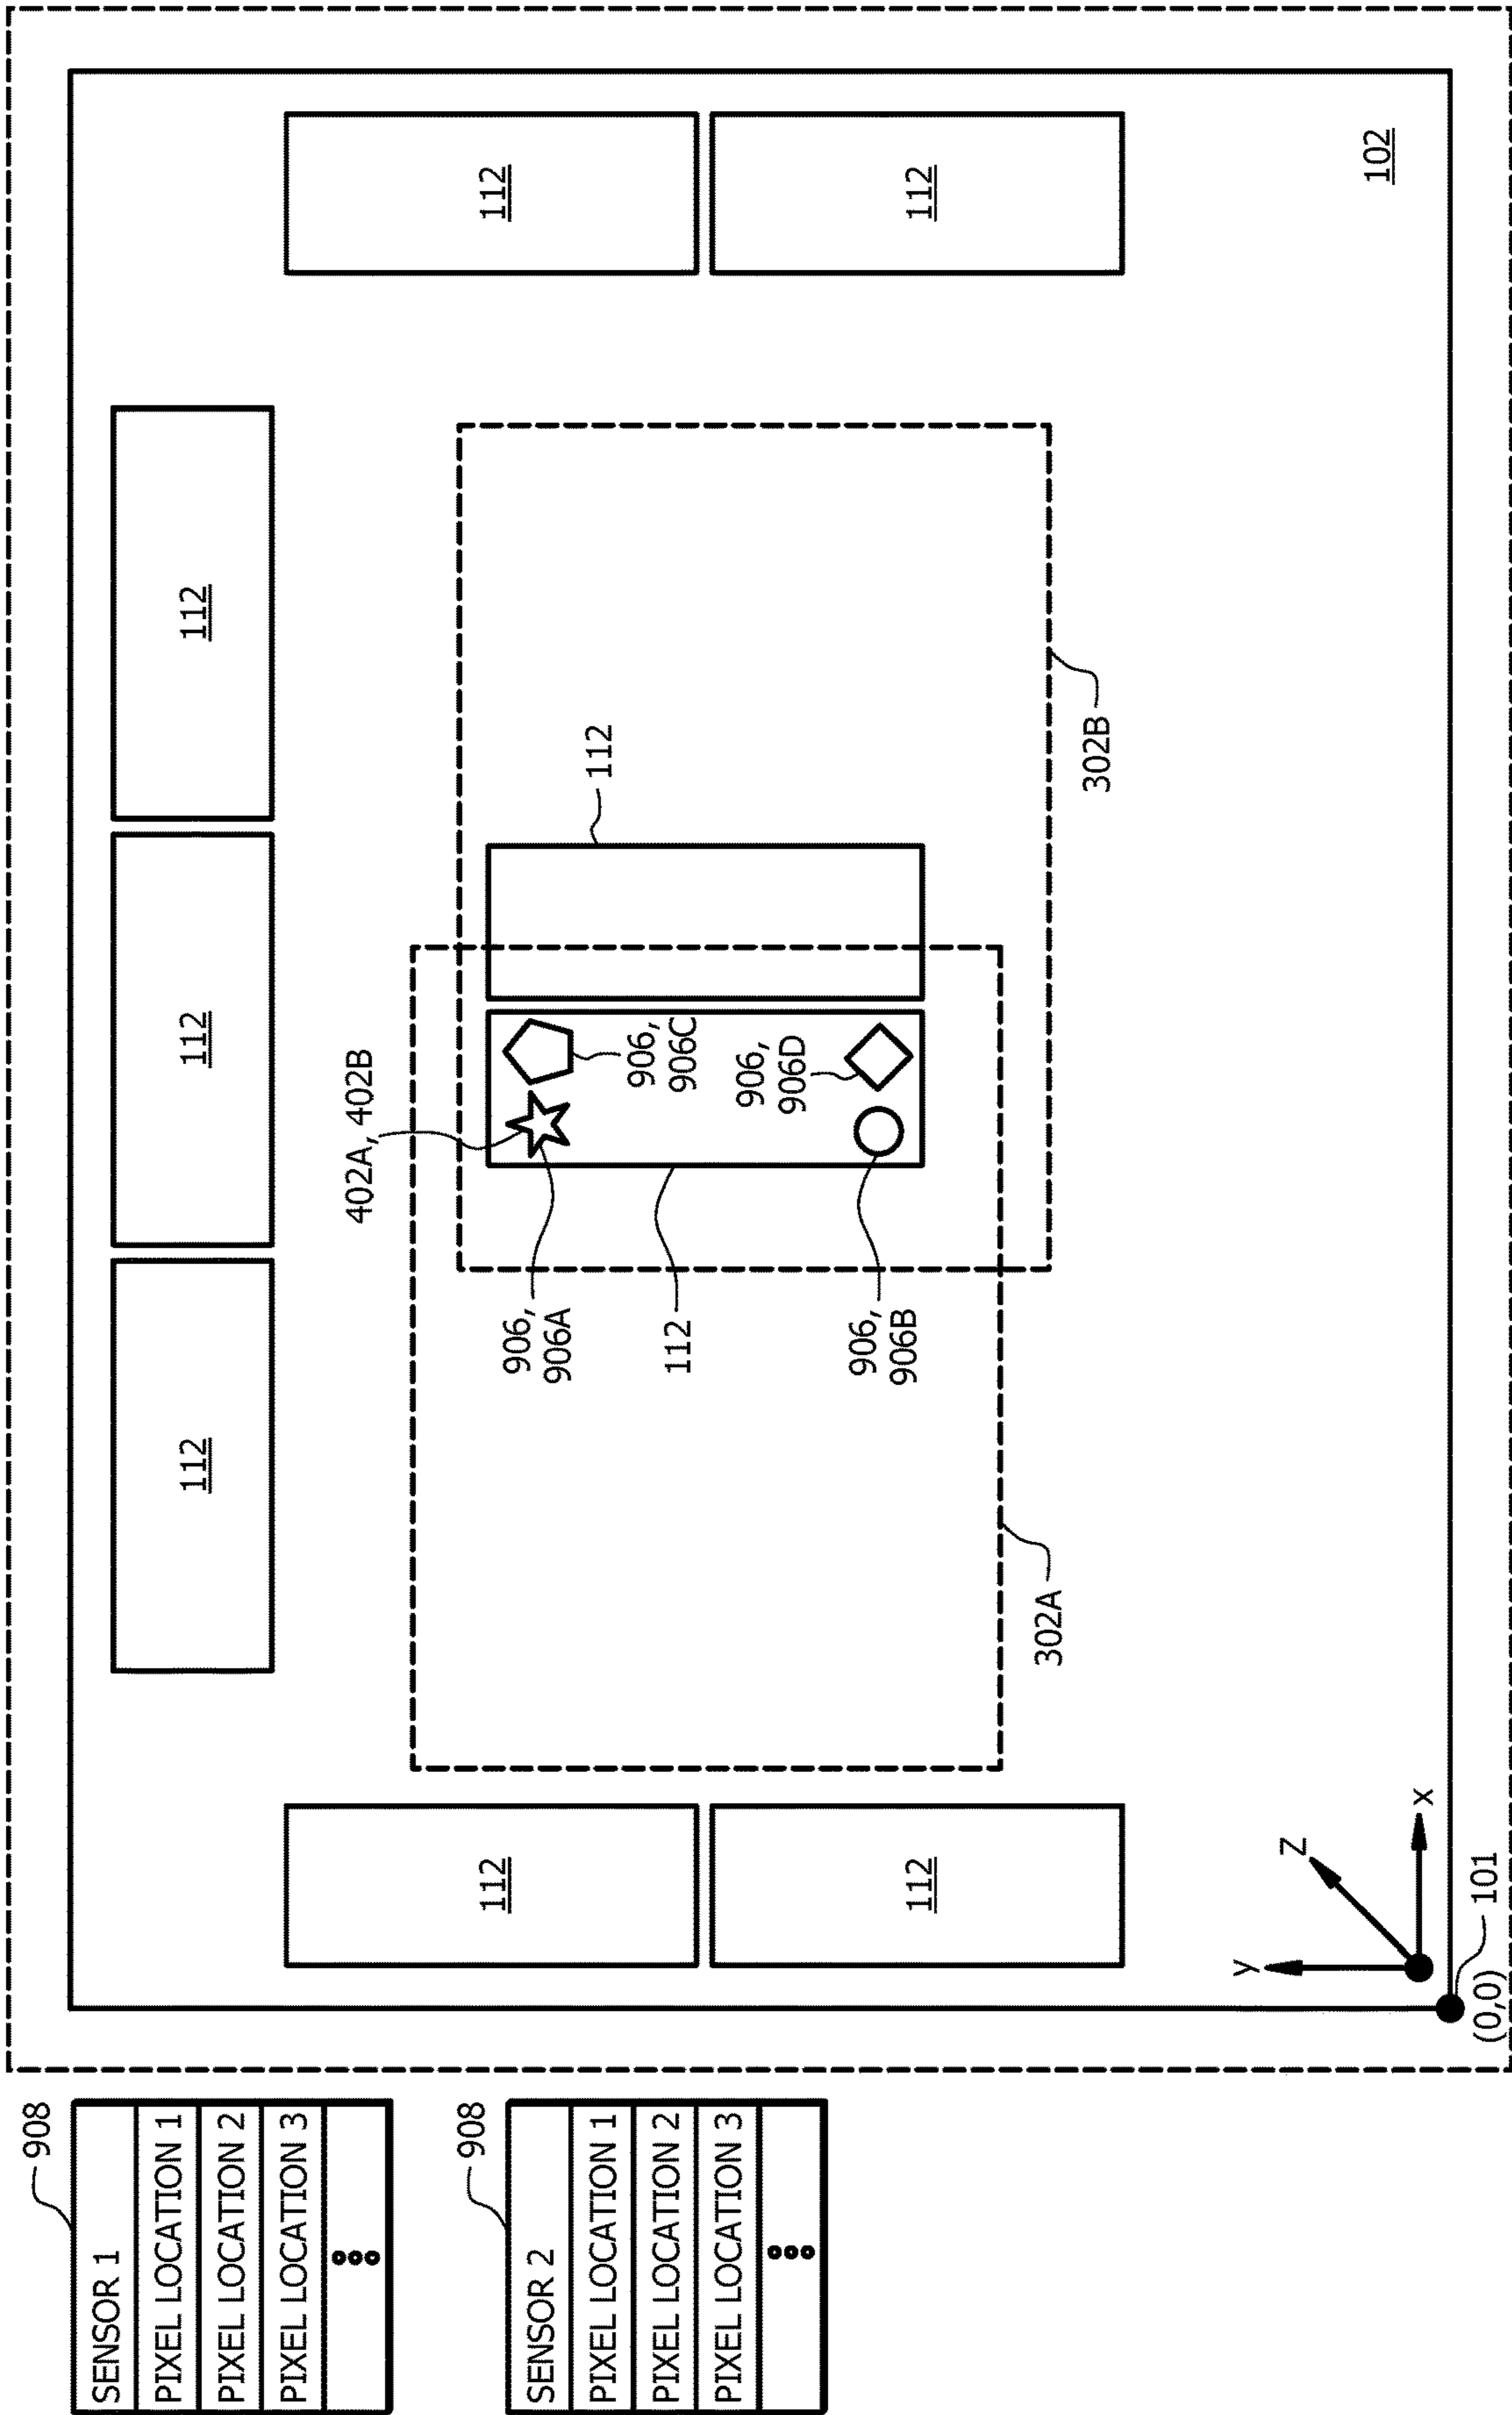 908
SENSOR 1
PIXEL LOCATION 1
PIXEL LOCATION 2
PIXEL LOCATION 3
908
SENSOR 2
PIXEL LOCATION 1
PIXEL LOCATION 2
PIXEL LOCATION 3
112
112
112
112
112
112
112
402A, 402B
906,
906A
906,
906C
112
112
906,
906B
906,
906D
302A
302B
y
Z
x
(0,0)
101
102